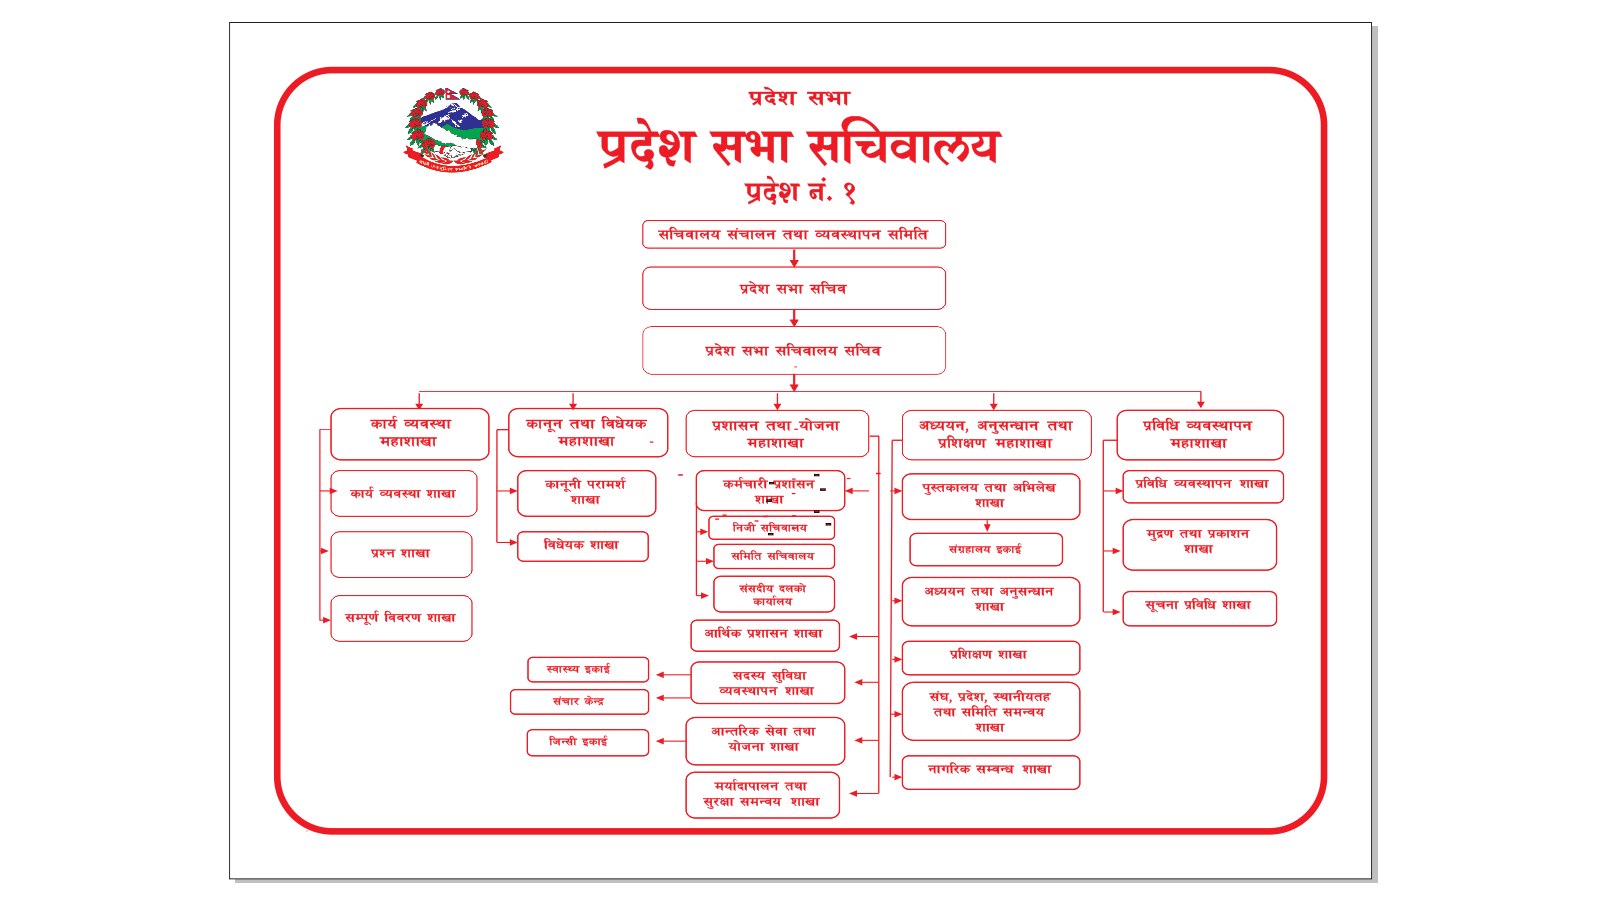 प्रदेश सभा
प्रदेश सभा सचिवालय
प्रदेश नं. १
सचिवालय संचालन तथा व्यवस्थापन समिति
प्रदेश सभा सचिव
प्रदेश सभा सचिवालय सचिव
कार्य व्यवस्था
महाशाखा
कार्य व्यवस्था शाखा
प्रश्न शाखा
सम्पूर्ण विवरण शाखा
कानून तथा विधेयक
महाशाखा
कानूनी परामर्श
शाखा
विधेयक शाखा
प्रशासन तथा योजना
महाशाखा
कर्मचारी प्रशासन
शाखा
निजी सचिवालय
समिति सचिवालय
संसदीय दलको
कार्यालय
आर्थिक प्रशासन शाखा
सदस्य सुविधा
व्यवस्थापन शाखा
स्वास्थ्य इकाई
संचार केन्द्र
आन्तरिक सेवा तथा
योजना शाखा
जिन्सी इकाई
मर्यादापालन तथा
सुरक्षा समन्वय शाखा
अध्ययन, अनुसन्धान तथा
प्रशिक्षण महाशाखा
पुस्तकालय तथा अभिलेख
शाखा
संग्रहालय इकाई
अध्ययन तथा अनुसन्धान
शाखा
प्रशिक्षण शाखा
संघ, प्रदेश, स्थानीयतह
तथा समिति समन्वय
शाखा
नागरिक सम्वन्ध शाखा
प्रविधि व्यवस्थापन
महाशाखा
प्रविधि व्यवस्थापन शाखा
मुद्रण तथा प्रकाशन
शाखा
सूचना प्रविधि शाखा